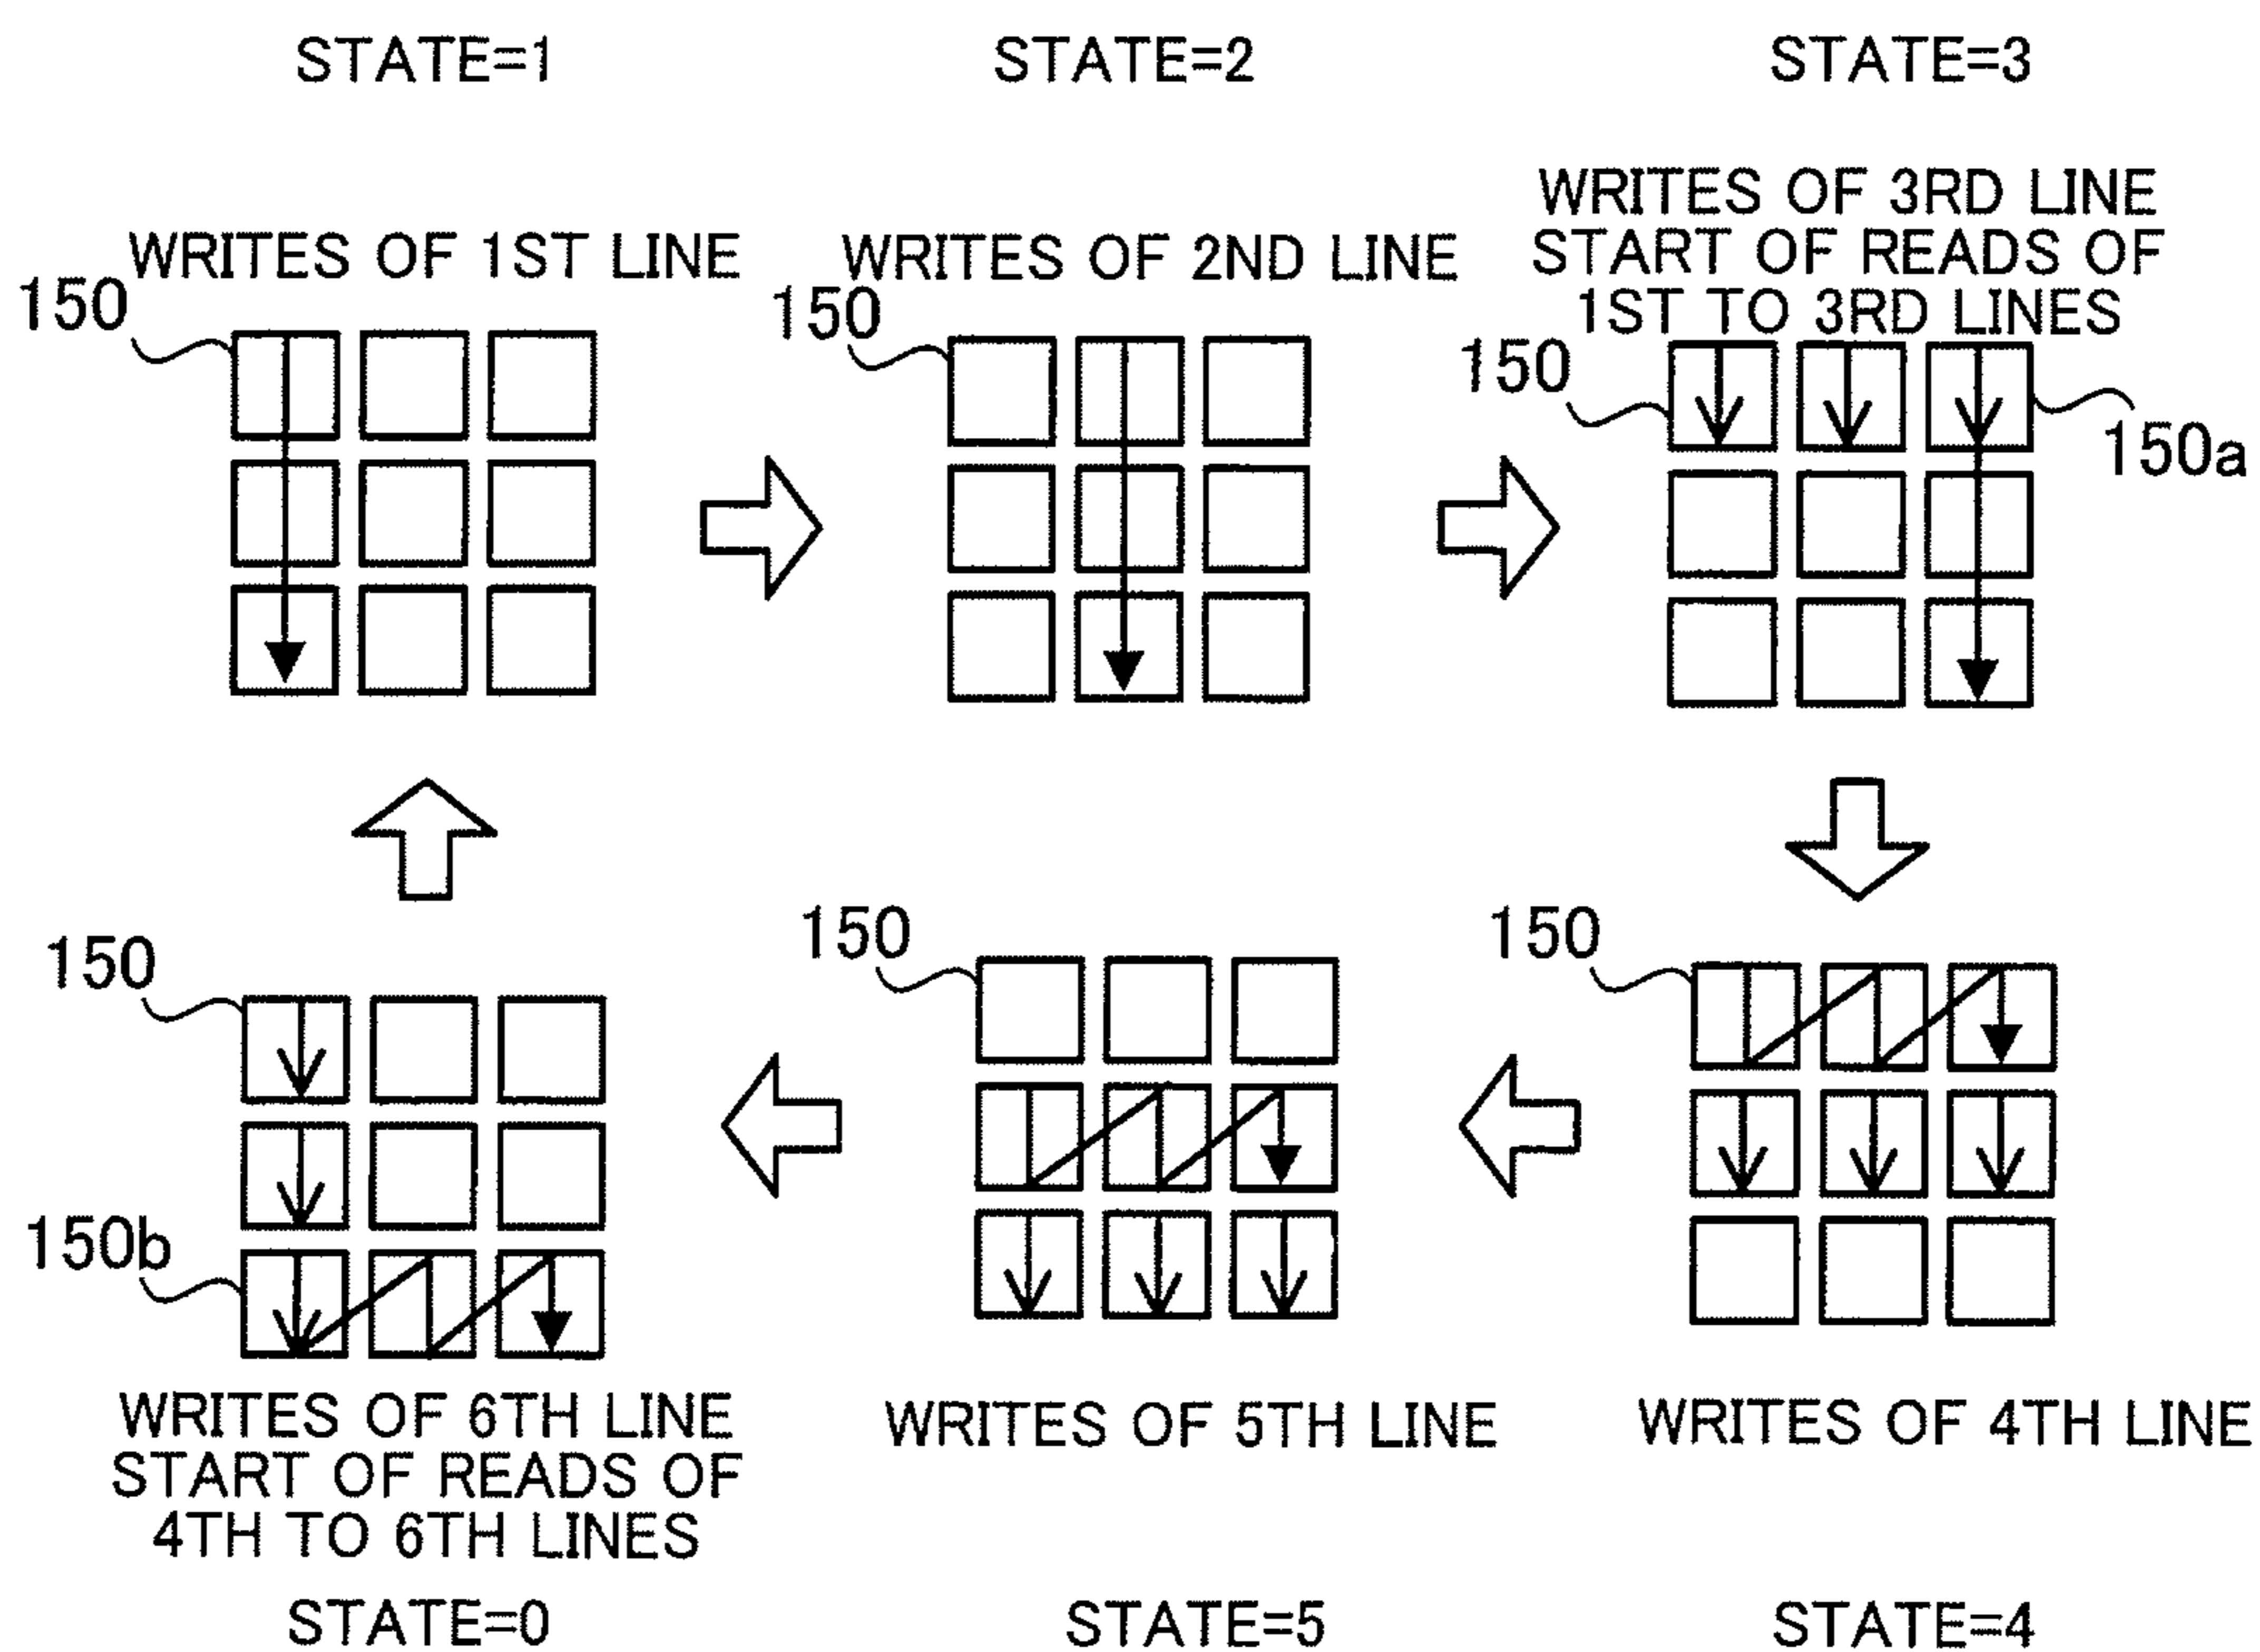 STATE=1
STATE=2
STATE=3
WRITES OF 1ST LINE
150
WRITES OF 2ND LINE
150
WRITES OF 3RD LINE
START OF READS OF
1ST TO 3RD LINES
150
150a
150
150b
WRITES OF 6TH LINE
START OF READS OF
4TH TO 6TH LINES
STATE=0
150
WRITES OF 5TH LINE
STATE=5
150
WRITES OF 4TH LINE
STATE=4